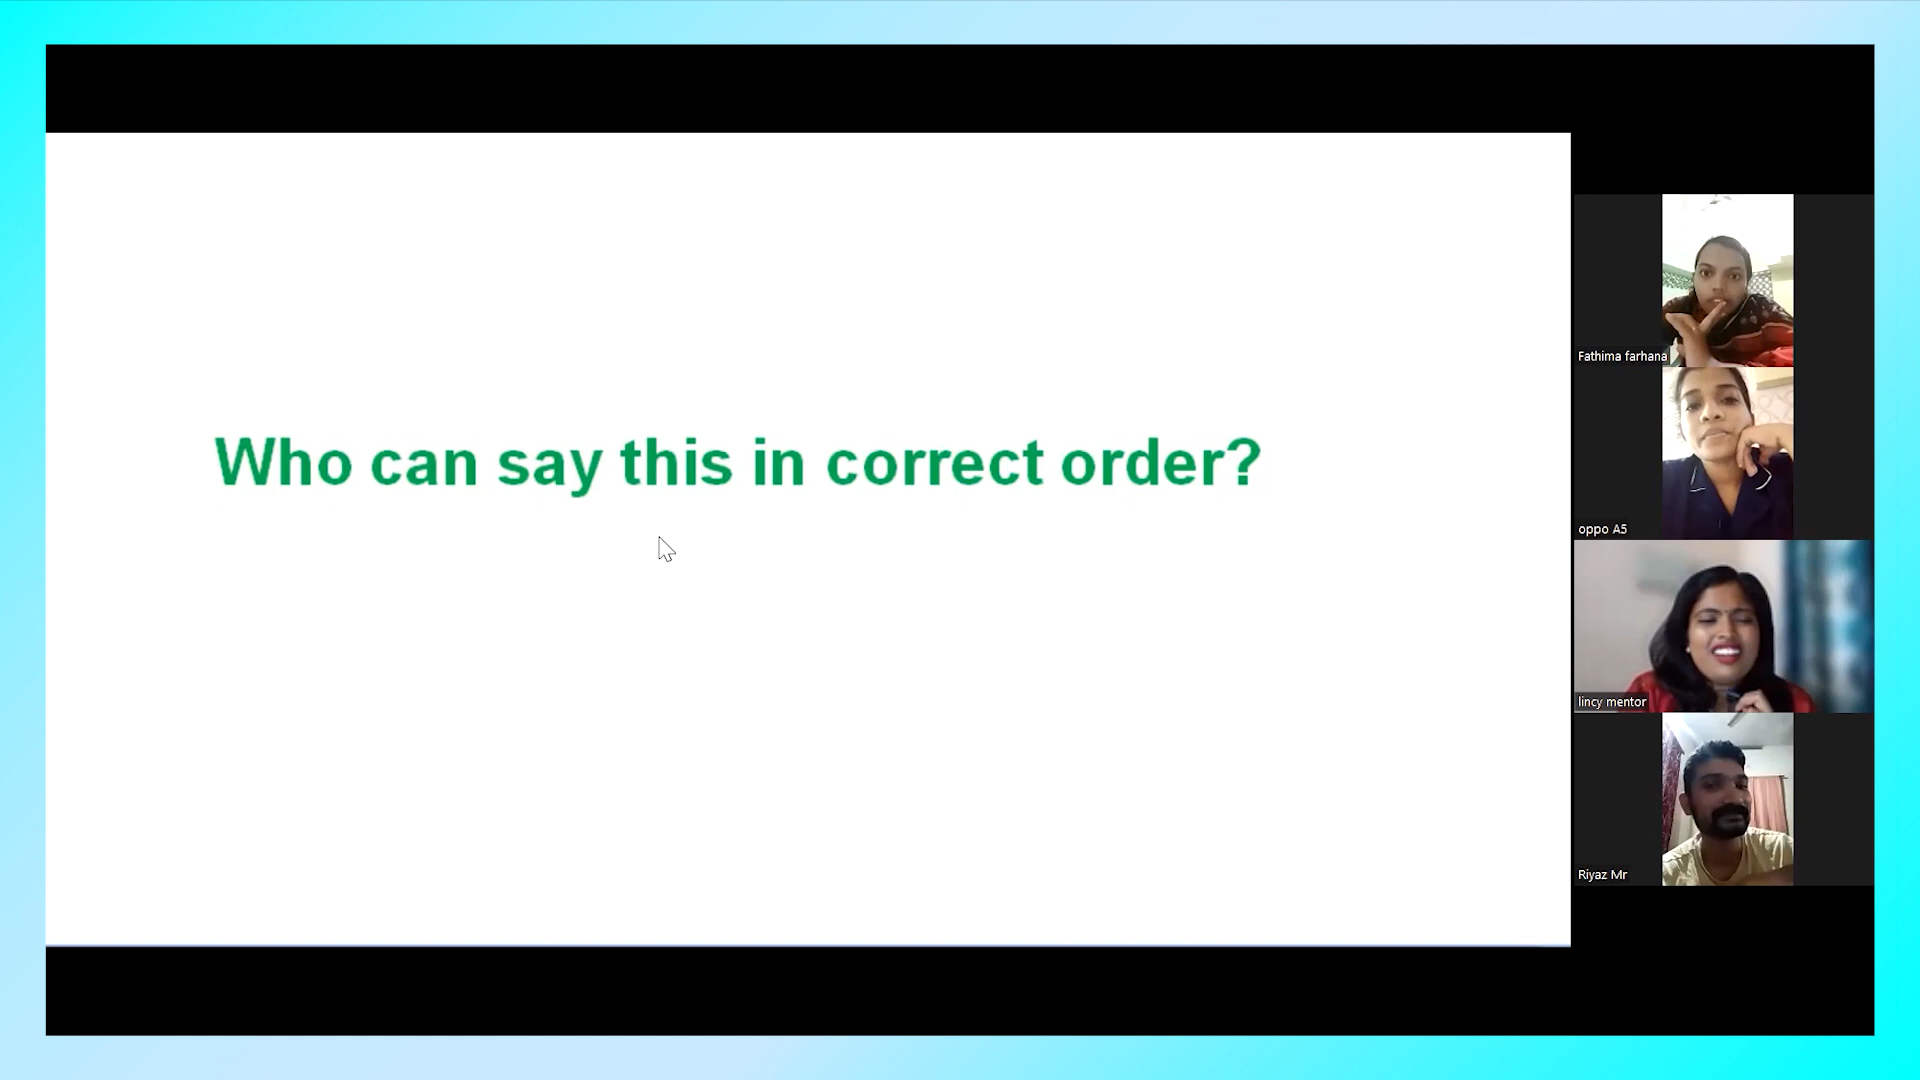 Who can say this in correct order?
Fathima farhana
oppo A5
lincy mentor
Riyaz Mr